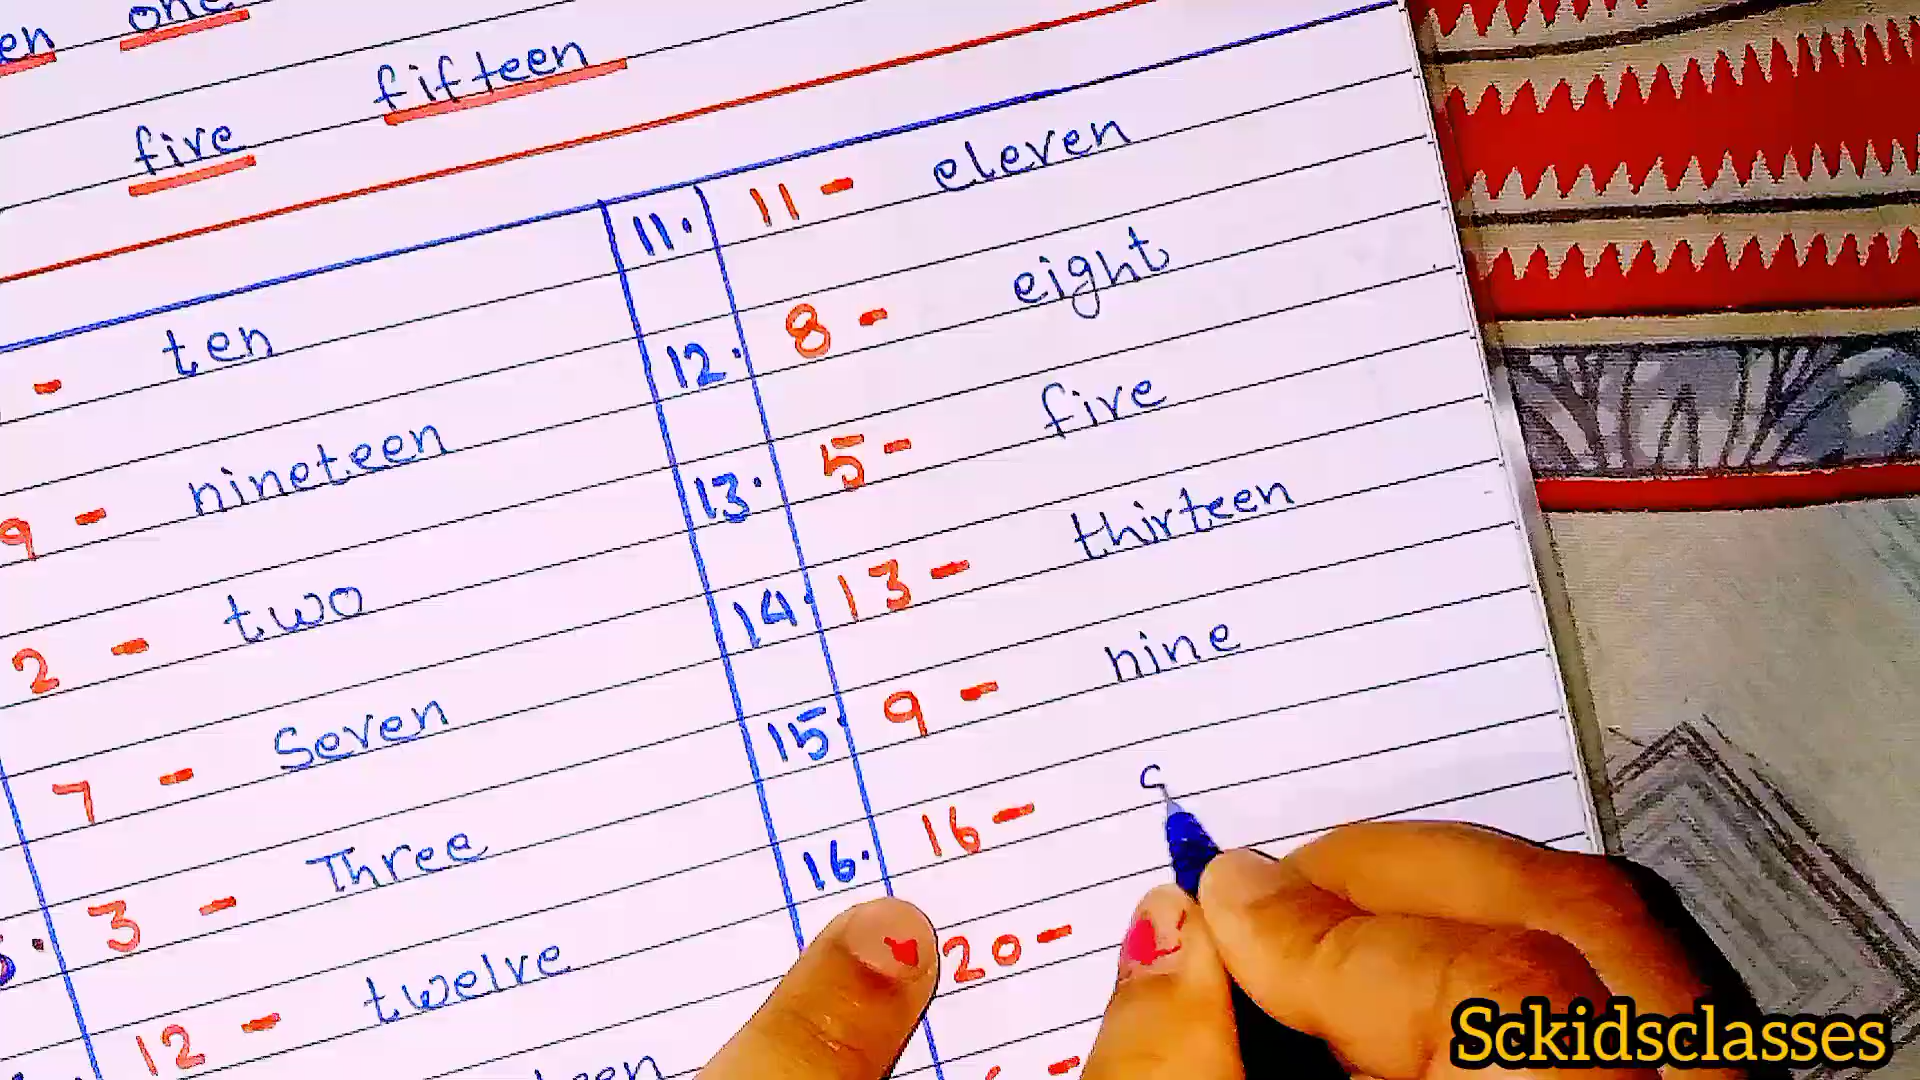 one
five fifteen
- ten
9 - nineteen
2 - two
7 - Seven
3 - Three
12 - twelve
11. 11 - eleven
12. 8 - eight
13. 5 - five
14. 13 - thirteen
15. 9 - nine
16. 16 - s
20 -
Sckidsclasses